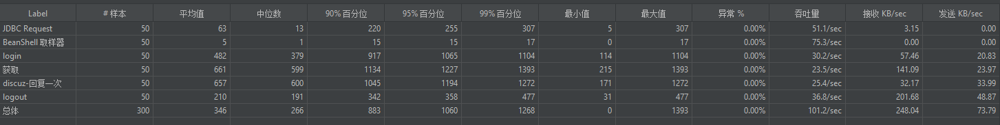 Label # 样本 平均值 中位数 90% 百分位 95% 百分位 99% 百分位 最小值 最大值 异常 % 吞吐量 接收 KB/sec 发送 KB/sec
JDBC Request 50 63 13 220 255 307 5 307 0.00% 51.1/sec 3.15 0.00
BeanShell 取样器 50 5 1 15 15 17 0 17 0.00% 75.3/sec 0.00 0.00
login 50 482 379 917 1065 1104 114 1104 0.00% 30.2/sec 57.46 20.83
获取 50 661 599 1134 1227 1393 215 1393 0.00% 23.5/sec 141.09 23.97
discuz-回复一次 50 657 600 1045 1194 1272 171 1272 0.00% 25.4/sec 32.17 33.99
logout 50 210 191 342 358 477 31 477 0.00% 36.8/sec 201.68 48.87
总体 300 346 266 883 1060 1268 0 1393 0.00% 101.2/sec 248.04 73.79